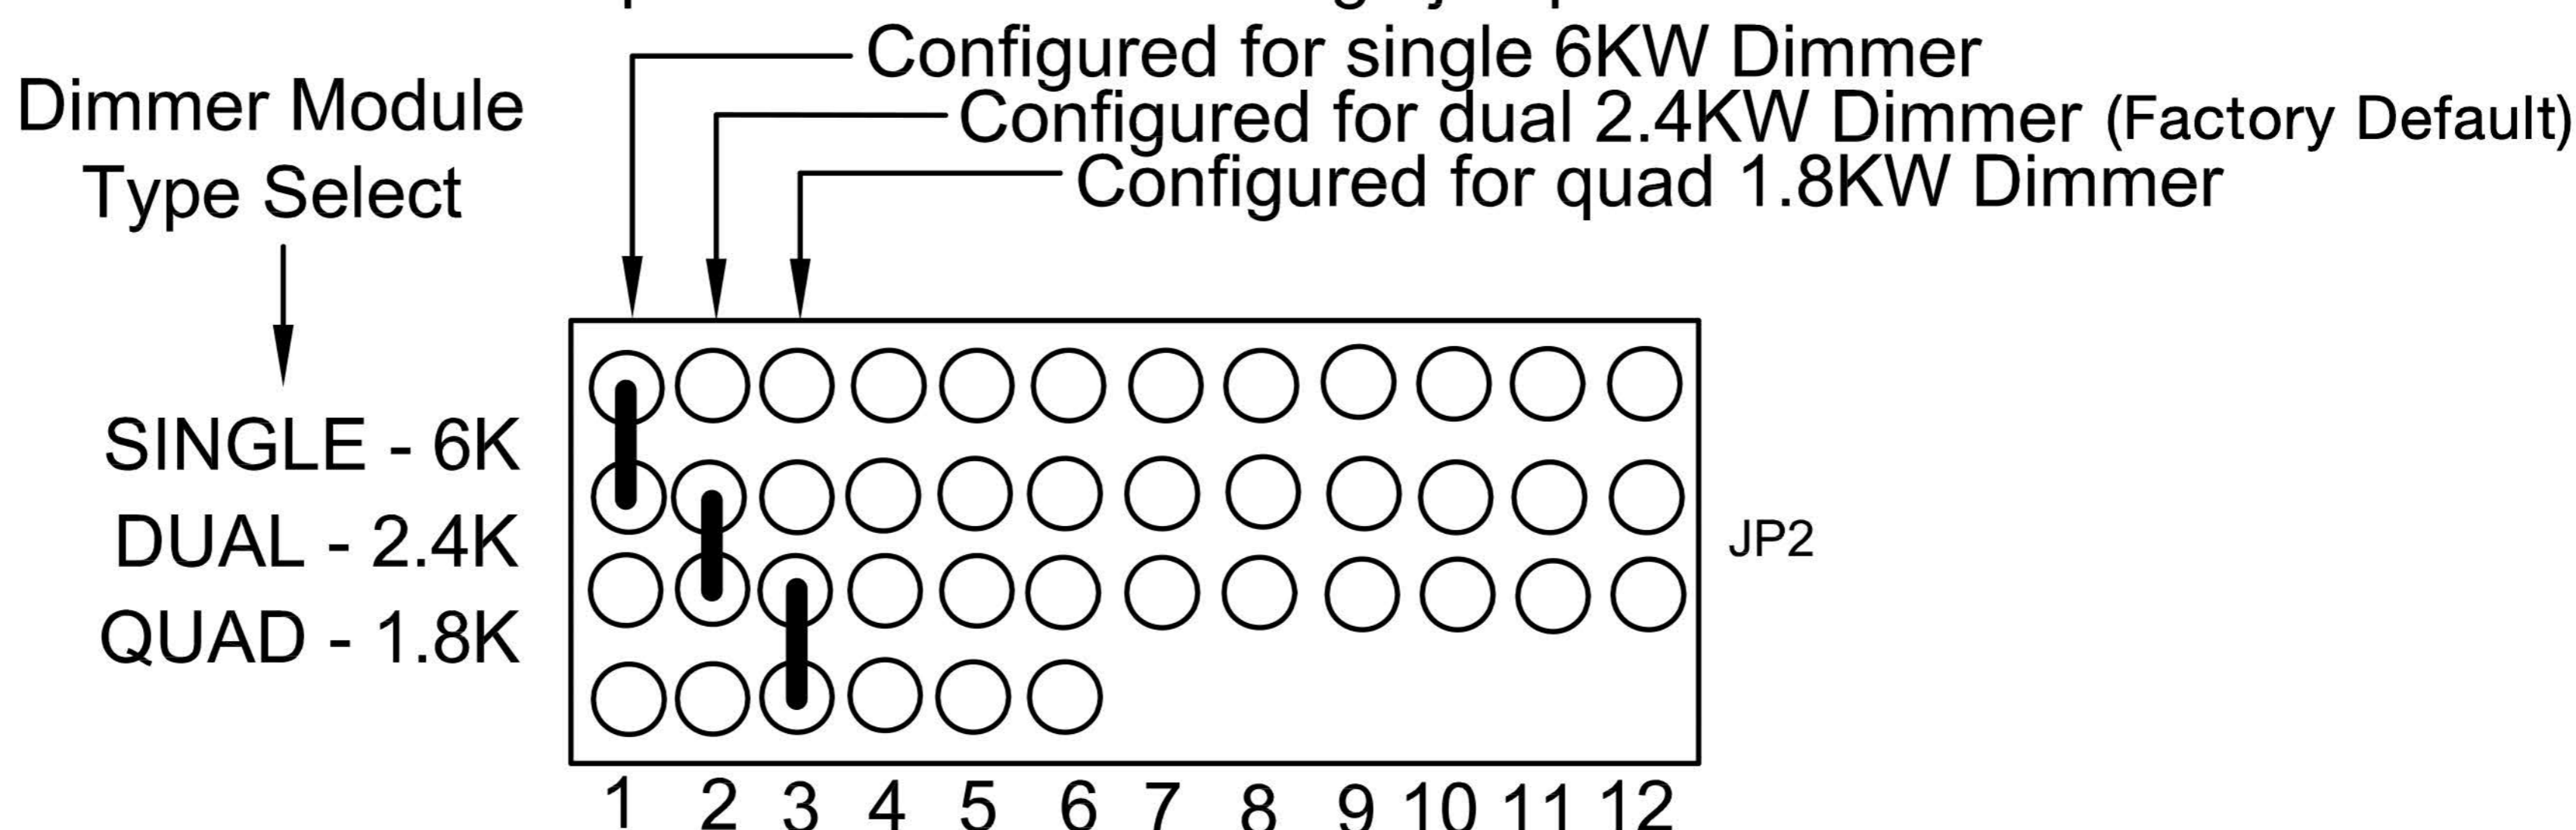 Configured for single 6KW Dimmer
Configured for dual 2.4KW Dimmer (Factory Default)
Configured for quad 1.8KW Dimmer
Dimmer Module
Type Select
SINGLE - 6K
DUAL - 2.4K
QUAD - 1.8K
JP2
1 2 3 4 5 6 7 8 9 10 11 12